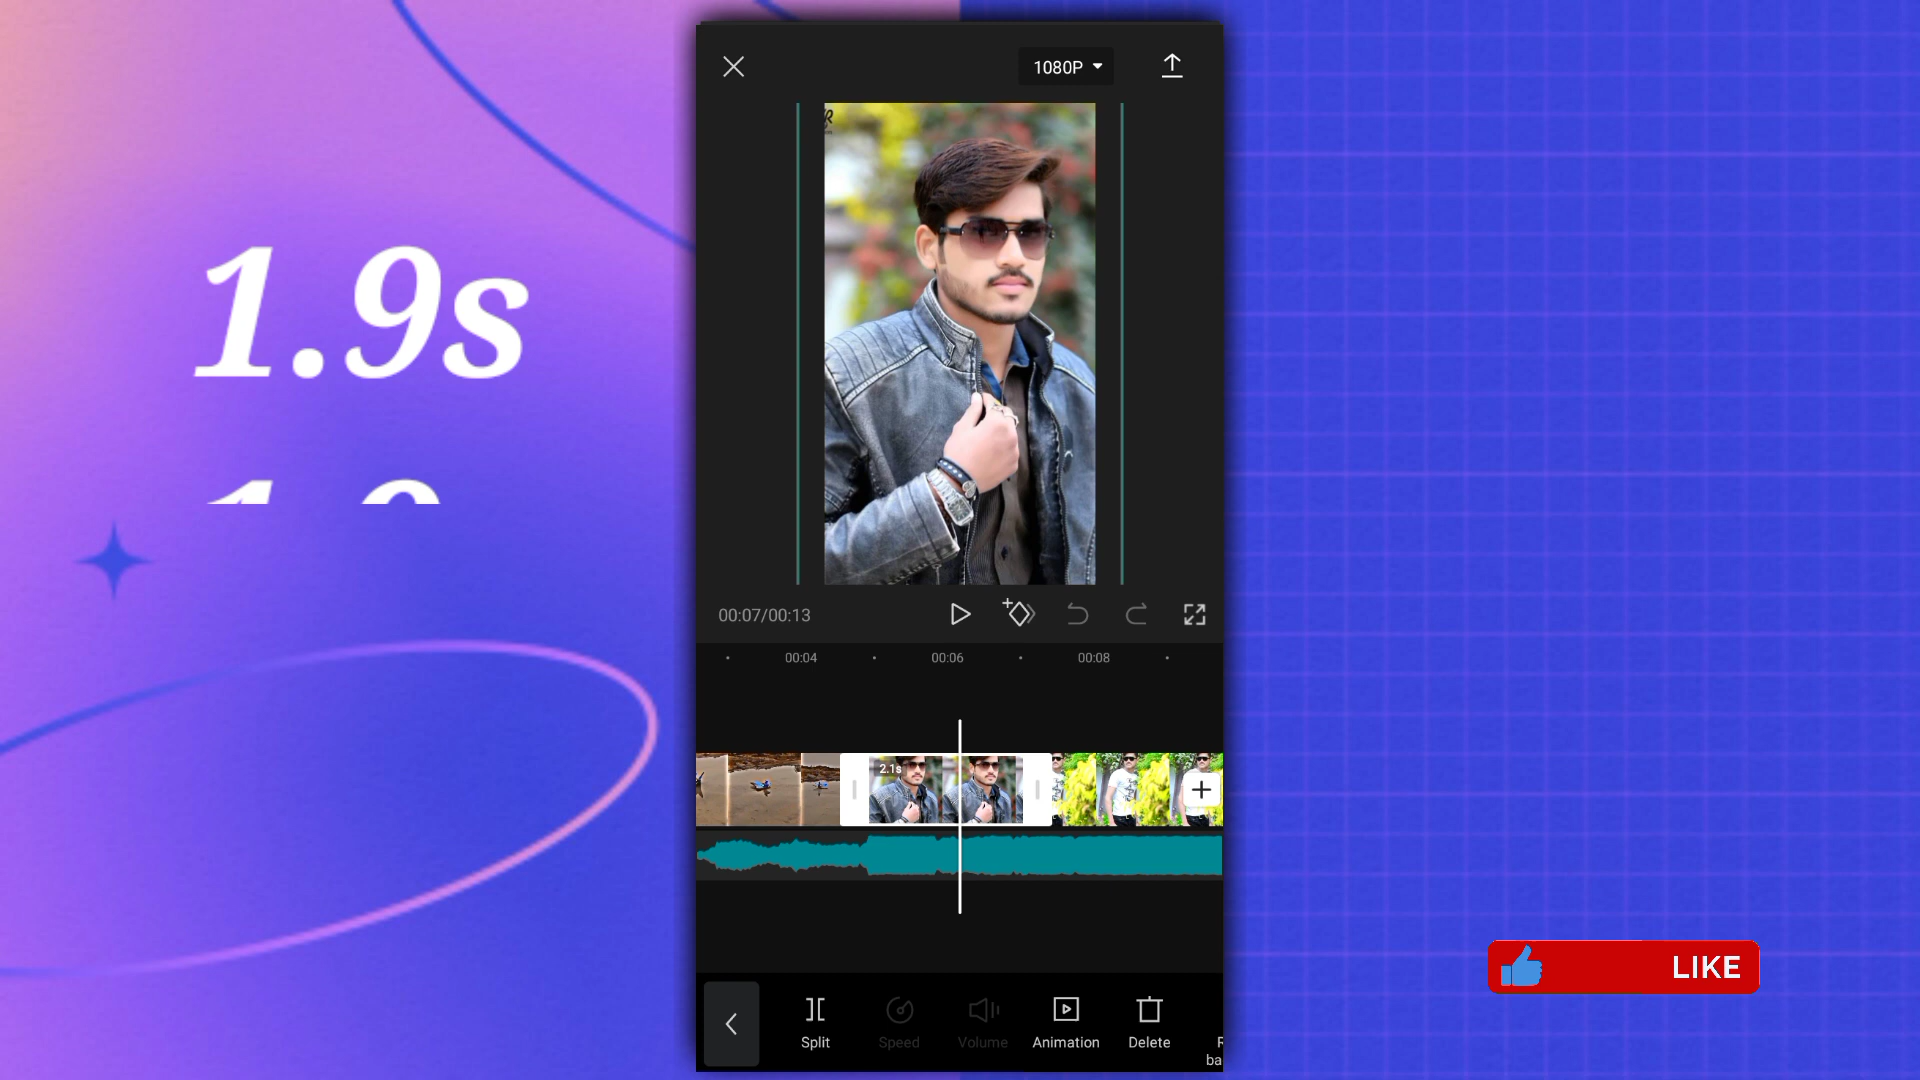 1080P
1.9s
00:07/00:13
00:04
00:06
00:08
2.1s
Split
Speed
Volume
Animation
Delete
LIKE